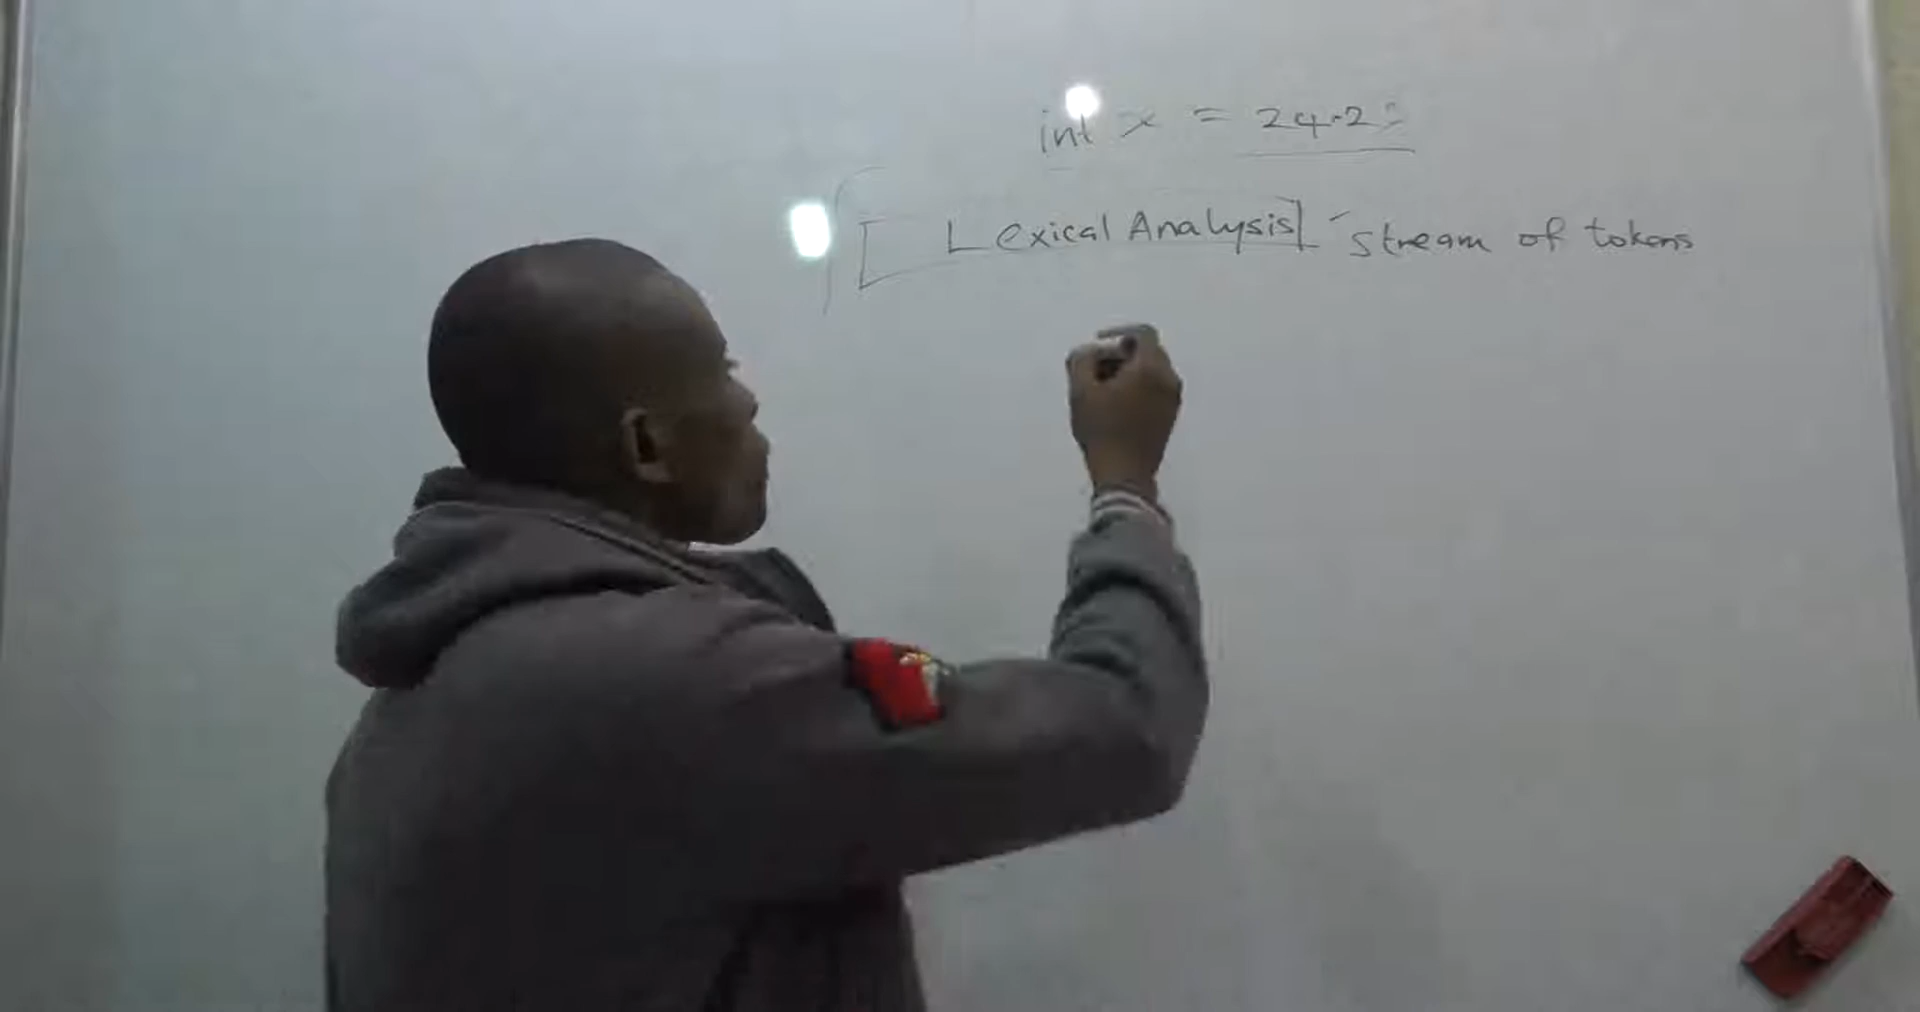 int x = 24.2;
Lexical Analysis stream of tokens